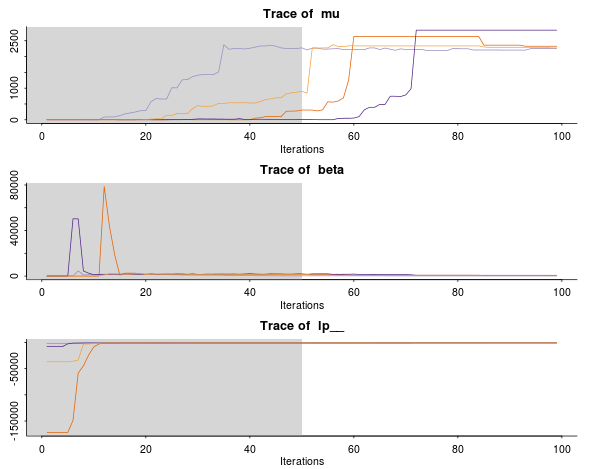 Trace of mu
2500
1000
0
0 20 40 60 80 100
Iterations
Trace of beta
80000
40000
0
0 20 40 60 80 100
Iterations
Trace of lp__
-50000
-150000
0 20 40 60 80 100
Iterations